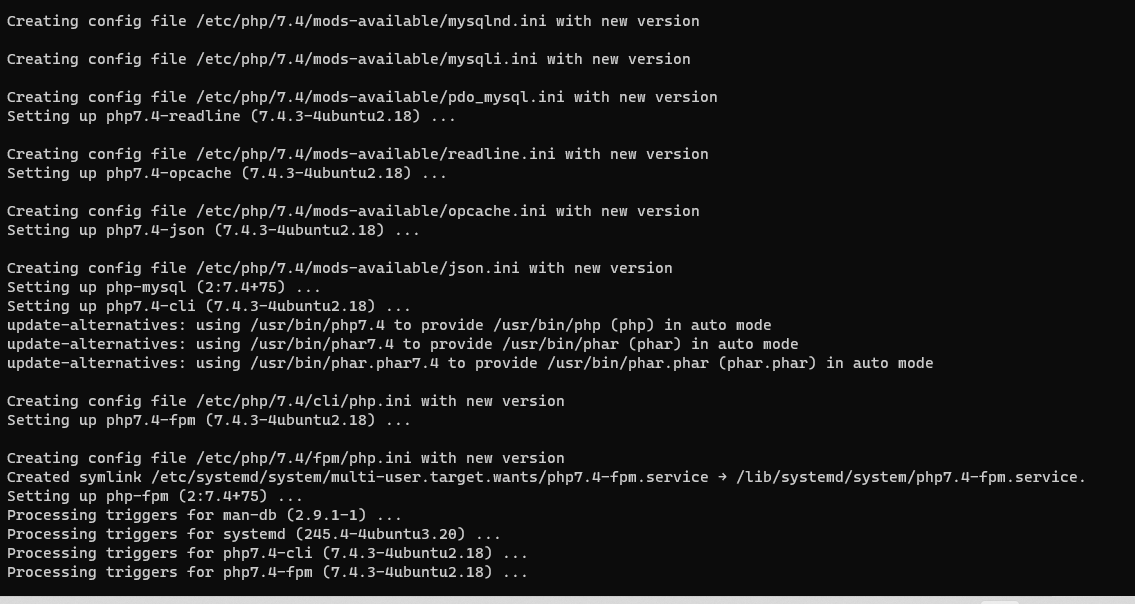 Creating config file /etc/php/7.4/mods-available/mysqlnd.ini with new version
Creating config file /etc/php/7.4/mods-available/mysqli.ini with new version
Creating config file /etc/php/7.4/mods-available/pdo_mysql.ini with new version
Setting up php7.4-readline (7.4.3-4ubuntu2.18) ...
Creating config file /etc/php/7.4/mods-available/readline.ini with new version
Setting up php7.4-opcache (7.4.3-4ubuntu2.18) ...
Creating config file /etc/php/7.4/mods-available/opcache.ini with new version
Setting up php7.4-json (7.4.3-4ubuntu2.18) ...
Creating config file /etc/php/7.4/mods-available/json.ini with new version
Setting up php-mysql (2:7.4+75) ...
Setting up php7.4-cli (7.4.3-4ubuntu2.18) ...
update-alternatives: using /usr/bin/php7.4 to provide /usr/bin/php (php) in auto mode
update-alternatives: using /usr/bin/phar7.4 to provide /usr/bin/phar (phar) in auto mode
update-alternatives: using /usr/bin/phar.phar7.4 to provide /usr/bin/phar.phar (phar.phar) in auto mode
Creating config file /etc/php/7.4/cli/php.ini with new version
Setting up php7.4-fpm (7.4.3-4ubuntu2.18) ...
Creating config file /etc/php/7.4/fpm/php.ini with new version
Created symlink /etc/systemd/system/multi-user.target.wants/php7.4-fpm.service → /lib/systemd/system/php7.4-fpm.service.
Setting up php-fpm (2:7.4+75) ...
Processing triggers for man-db (2.9.1-1) ...
Processing triggers for systemd (245.4-4ubuntu3.20) ...
Processing triggers for php7.4-cli (7.4.3-4ubuntu2.18) ...
Processing triggers for php7.4-fpm (7.4.3-4ubuntu2.18) ...